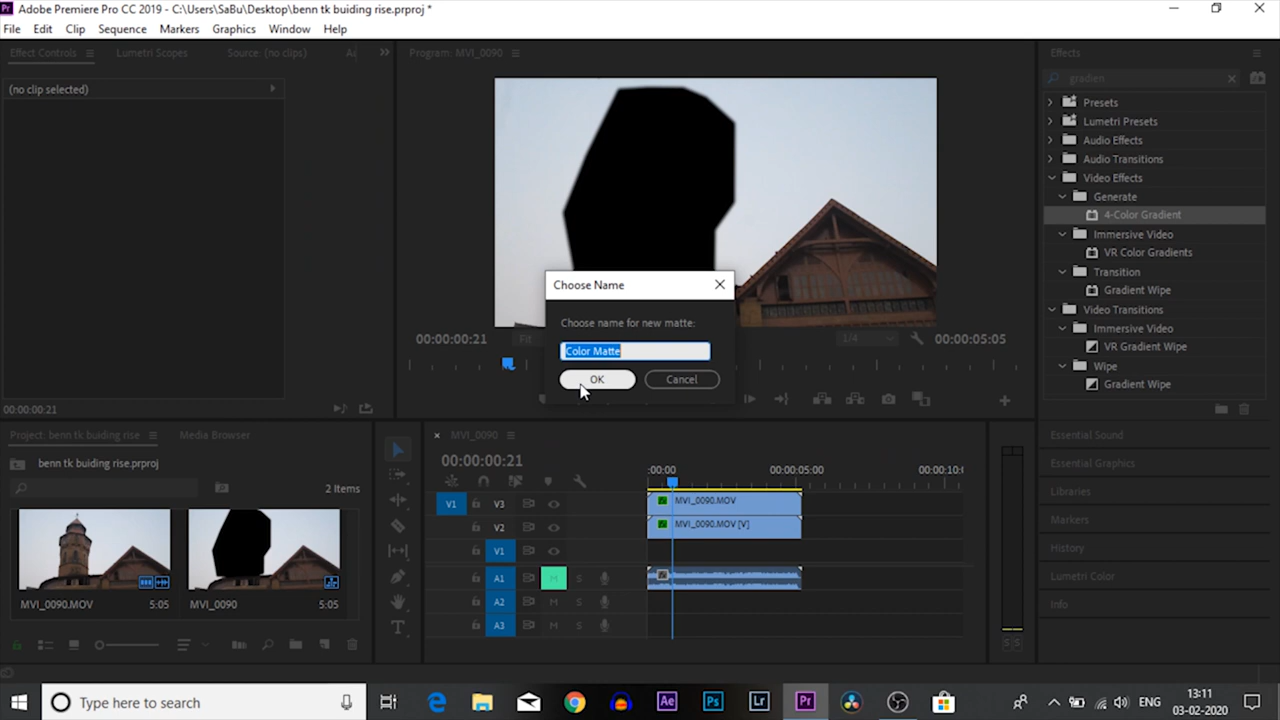 Adobe Premiere Pro CC 2019 - C:\Users\SaBu\Desktop\benn tk buiding rise.prproj *
File Edit Clip Sequence Markers Graphics Window Help
Effect Controls Lumetri Scopes Source: (no clips)
Program: MVI_0090
Effects
(no clip selected)
gradien
Presets
Lumetri Presets
Audio Effects
Audio Transitions
Video Effects
Generate
4-Color Gradient
Immersive Video
VR Color Gradients
Transition
Gradient Wipe
Video Transitions
Immersive Video
VR Gradient Wipe
Wipe
Gradient Wipe
Choose Name
Choose name for new matte:
Color Matte
OK Cancel
00:00:00:21 Fit 1/4 00:00:05:05
00:00:00:21
Project: benn tk buiding rise Media Browser
benn tk buiding rise.prproj
2 Items
MVI_0090.MOV 5:05
MVI_0090 5:05
MVI_0090
00:00:00:21
:00:00 00:00:05:00 00:00:10:
V1 V3 MVI_0090.MOV
V2 MVI_0090.MOV [V]
V1
A1 M S
A2 M S
A3 M S
S S
Essential Sound
Essential Graphics
Libraries
Markers
History
Lumetri Color
Info
Type here to search
Ae Ps Lr Pr
ENG
13:11
03-02-2020